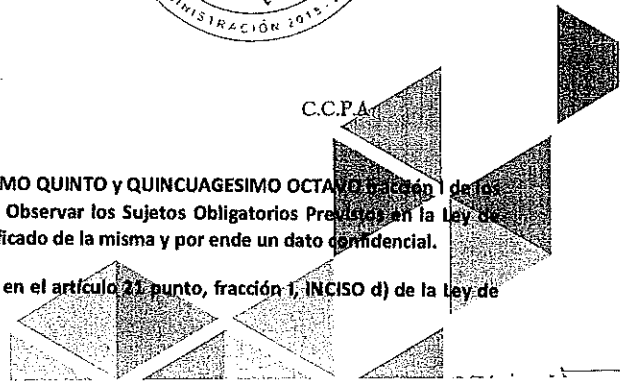 MINISTRACIÓN 2015-
C.C.P.A
MO QUINTO y QUINCUAGESIMO OCTAVO fracción I de los
Observar los Sujetos Obligatorios Previstos en la Ley de
ficado de la misma y por ende un dato confidencial.
en el artículo 21 punto, fracción I, INCISO d) de la Ley de